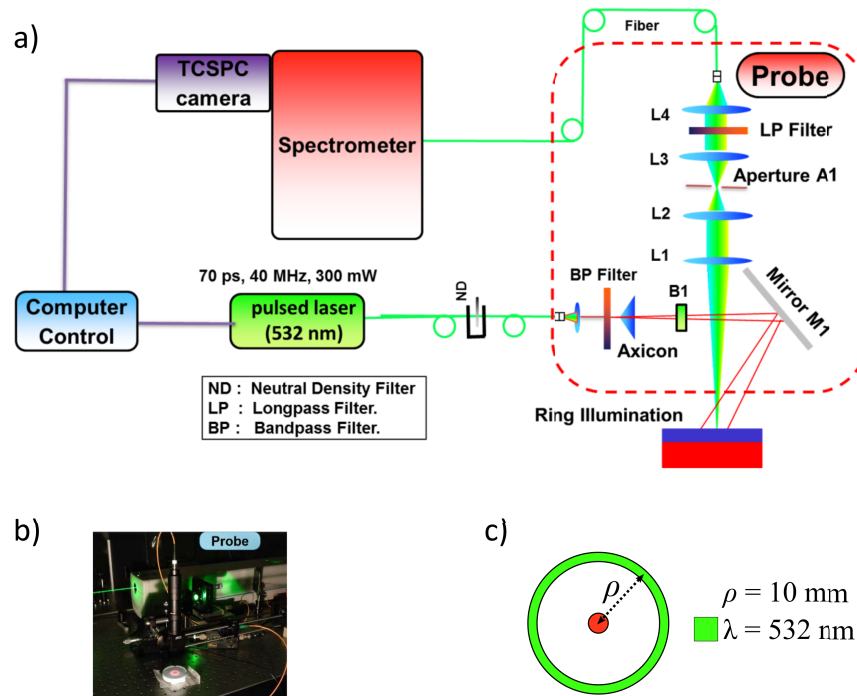 a)
Fiber
TCSPC
camera
Spectrometer
Probe
L4
LP Filter
L3
Aperture A1
L2
L1
70 ps, 40 MHz, 300 mW
ND
BP Filter
B1
Mirror M1
Computer
Control
pulsed laser
(532 nm)
Axicon
ND : Neutral Density Filter
LP : Longpass Filter.
BP : Bandpass Filter.
Ring Illumination
b)
Probe
c)
ρ
ρ = 10 mm
λ = 532 nm